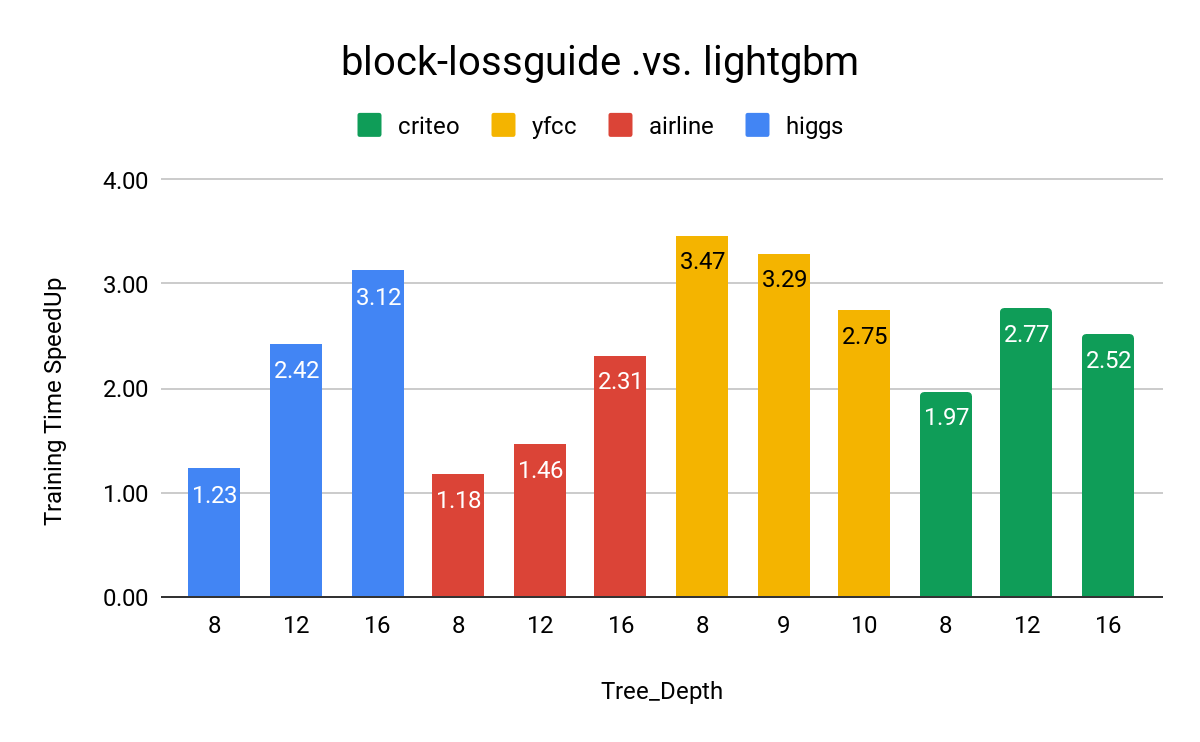 block-lossguide .vs. lightgbm
criteo yfcc airline higgs
4.00
3.00
2.00
1.00
0.00
Training Time SpeedUp
1.23 2.42 3.12 1.18 1.46 2.31 3.47 3.29 2.75 1.97 2.77 2.52
8 12 16 8 12 16 8 9 10 8 12 16
Tree_Depth